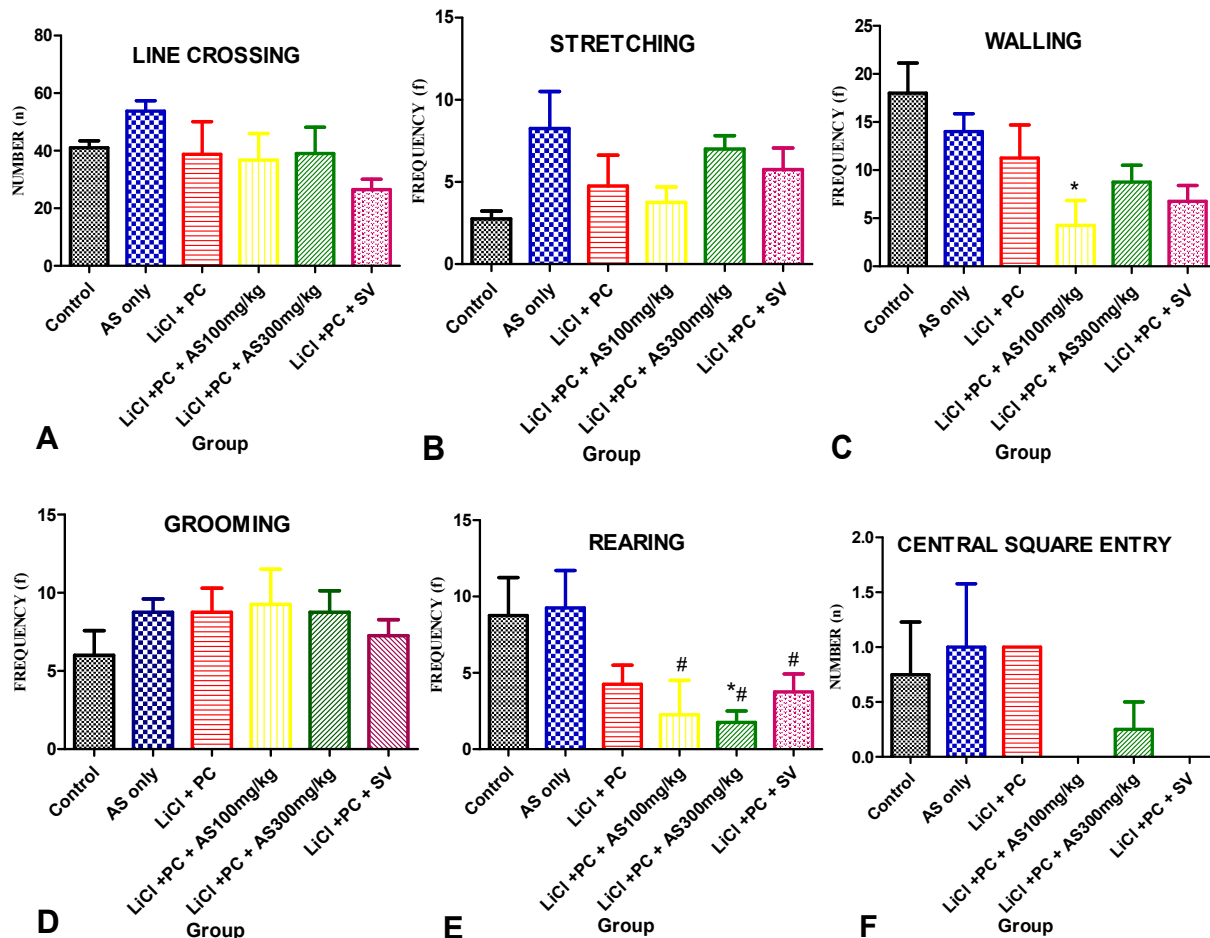 LINE CROSSING
NUMBER (n)
80
60
40
20
0
Control
AS only
LiCl + PC
LiCl +PC + AS100mg/kg
LiCl +PC + AS300mg/kg
LiCl +PC + SV
Group
A
STRETCHING
FREQUENCY (f)
15
10
5
0
Control
AS only
LiCl + PC
LiCl +PC + AS100mg/kg
LiCl +PC + AS300mg/kg
LiCl +PC + SV
Group
B
WALLING
FREQUENCY (f)
25
20
15
10
5
0
*
Control
AS only
LiCl + PC
LiCl +PC + AS100mg/kg
LiCl +PC + AS300mg/kg
LiCl +PC + SV
Group
C
GROOMING
FREQUENCY (f)
15
10
5
0
Control
AS only
LiCl + PC
LiCl +PC + AS100mg/kg
LiCl +PC + AS300mg/kg
LiCl +PC + SV
Group
D
REARING
FREQUENCY (f)
15
10
5
0
#
*#
#
Control
AS only
LiCl + PC
LiCl +PC + AS100mg/kg
LiCl +PC + AS300mg/kg
LiCl +PC + SV
Group
E
CENTRAL SQUARE ENTRY
NUMBER (n)
2.0
1.5
1.0
0.5
0.0
Control
AS only
LiCl + PC
LiCl +PC + AS100mg/kg
LiCl +PC + AS300mg/kg
LiCl +PC + SV
Group
F